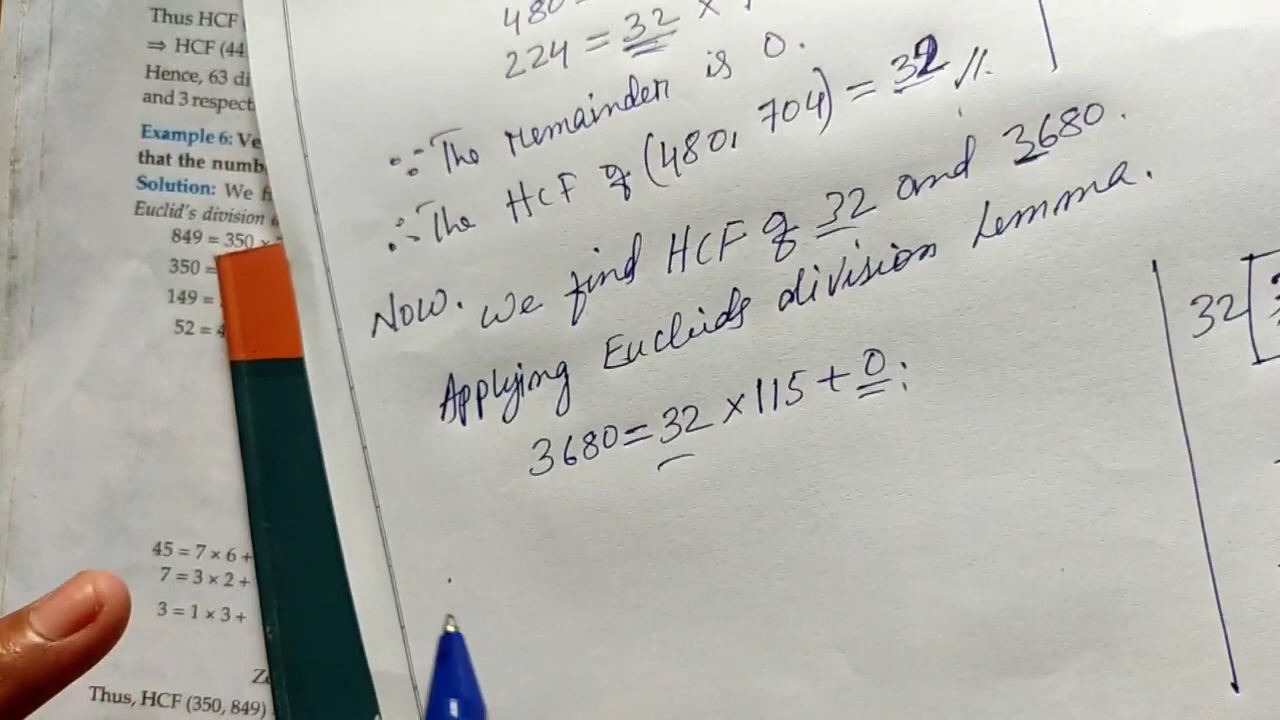 Thus HCF
⇒ HCF (44
Hence, 63 di
and 3 respect
Example 6: Ve
that the numb
Solution: We
Euclid's division
849 = 350 ×
350 =
149 =
52 = 4
45 = 7 × 6 +
7 = 3 × 2 +
3 = 1 × 3 +
Thus, HCF (350, 849)
480 =
224 = 32 ×
∵ The remainder is 0.
∴ The HCF of (480, 704) = 32 //.
Now. We find HCF of 32 and 3680.
Applying Euclids division Lemma.
3680 = 32 × 115 + 0 :
32